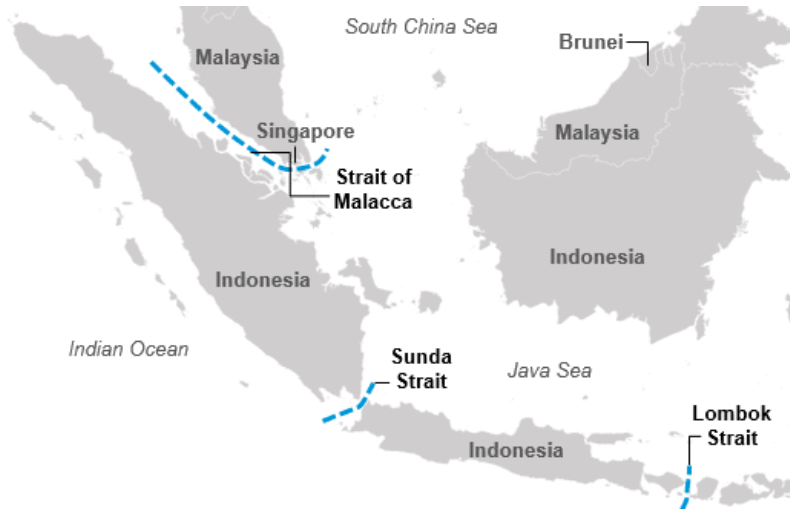 South China Sea
Malaysia
Brunei
Singapore
Malaysia
Strait of
Malacca
Indonesia
Indonesia
Indian Ocean
Sunda
Strait
Java Sea
Lombok
Strait
Indonesia